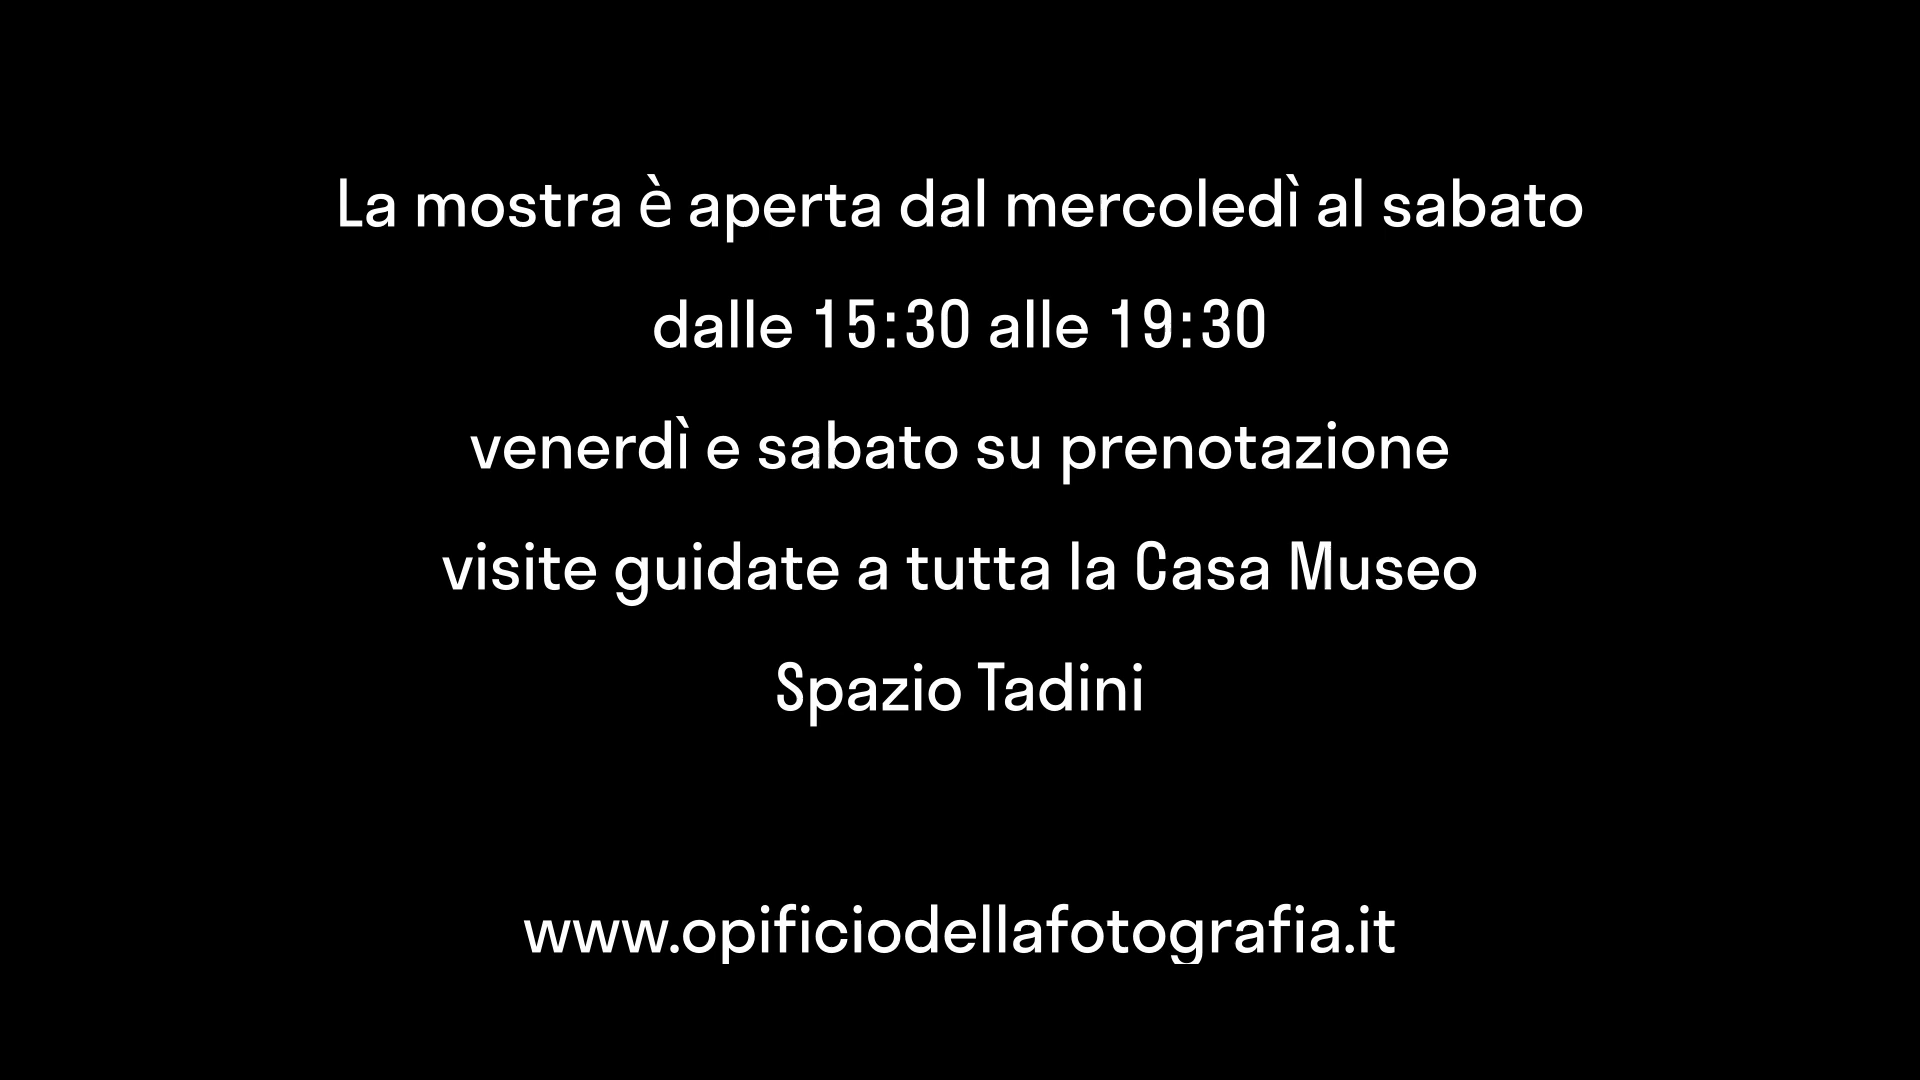 La mostra è aperta dal mercoledì al sabato
dalle 15:30 alle 19:30
venerdì e sabato su prenotazione
visite guidate a tutta la Casa Museo
Spazio Tadini
www.opificiodellafotografia.it